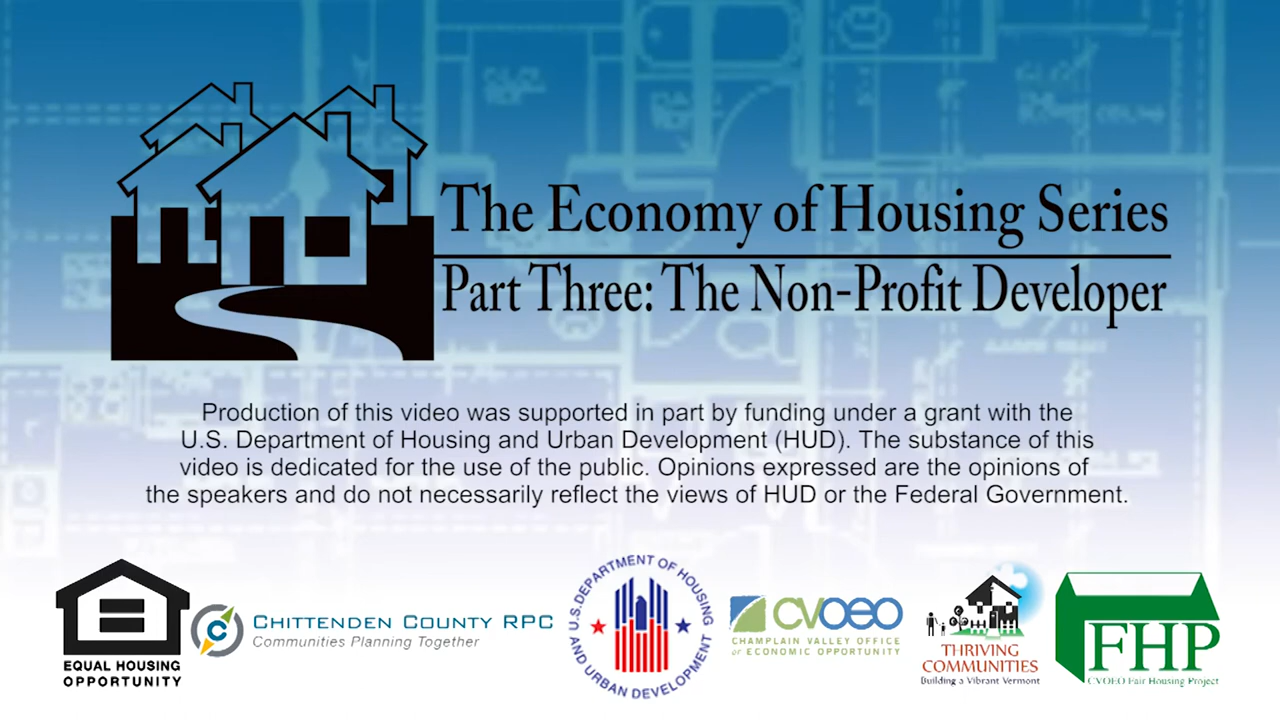 The Economy of Housing Series
Part Three: The Non-Profit Developer
Production of this video was supported in part by funding under a grant with the
U.S. Department of Housing and Urban Development (HUD). The substance of this
video is dedicated for the use of the public. Opinions expressed are the opinions of
the speakers and do not necessarily reflect the views of HUD or the Federal Government.
EQUAL HOUSING
OPPORTUNITY
C
CHITTENDEN COUNTY RPC
Communities Planning Together
U.S. DEPARTMENT OF HOUSING
AND URBAN DEVELOPMENT
CVOEO
CHAMPLAIN VALLEY OFFICE
of ECONOMIC OPPORTUNITY
THRIVING
COMMUNITIES
Building a Vibrant Vermont
FHP
CVOEO Fair Housing Project